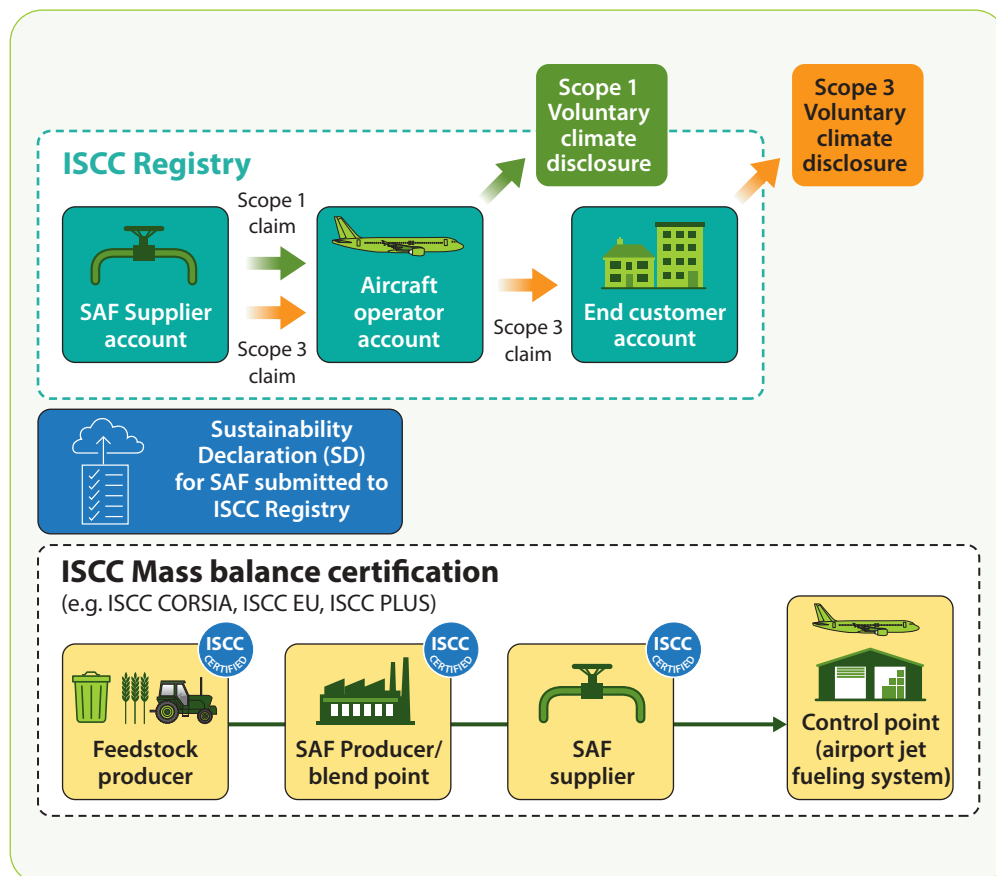 Scope 1
Voluntary
climate
disclosure
Scope 3
Voluntary
climate
disclosure
ISCC Registry
Scope 1
claim
SAF Supplier
account
Scope 3
claim
Aircraft
operator
account
Scope 3
claim
End customer
account
Sustainability
Declaration (SD)
for SAF submitted to
ISCC Registry
ISCC Mass balance certification
(e.g. ISCC CORSIA, ISCC EU, ISCC PLUS)
ISCC
CERTIFIED
Feedstock
producer
ISCC
CERTIFIED
SAF Producer/
blend point
ISCC
CERTIFIED
SAF
supplier
Control point
(airport jet
fueling system)